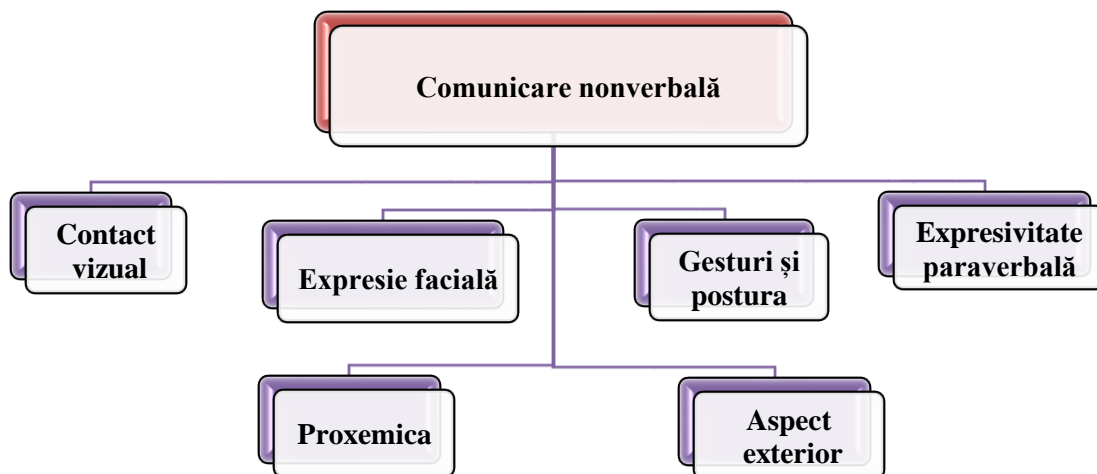 Comunicare nonverbală
Contact
vizual
Expresie facială
Gesturi și
postura
Expresivitate
paraverbală
Proxemica
Aspect
exterior